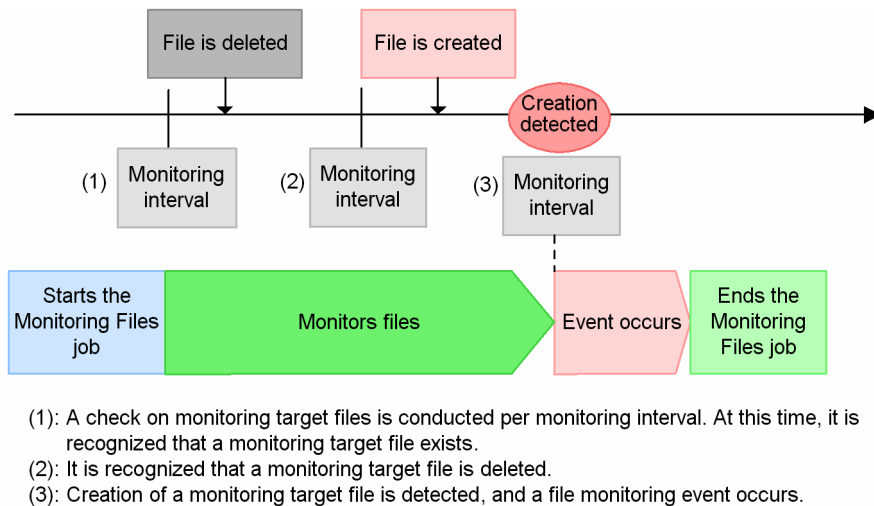 File is deleted
File is created
Creation
detected
(1)
Monitoring
interval
(2)
Monitoring
interval
(3)
Monitoring
interval
Starts the
Monitoring Files
job
Monitors files
Event occurs
Ends the
Monitoring
Files job
(1): A check on monitoring target files is conducted per monitoring interval. At this time, it is
recognized that a monitoring target file exists.
(2): It is recognized that a monitoring target file is deleted.
(3): Creation of a monitoring target file is detected, and a file monitoring event occurs.